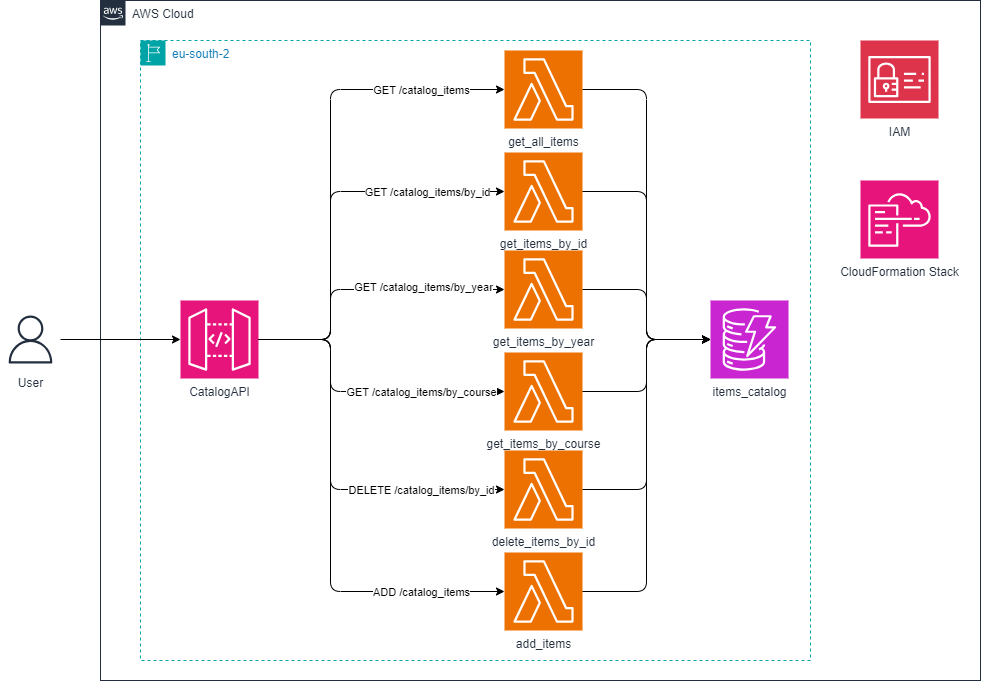 aws
AWS Cloud
eu-south-2
GET /catalog_items
get_all_items
GET /catalog_items/by_id
get_items_by_id
GET /catalog_items/by_year
get_items_by_year
GET /catalog_items/by_course
get_items_by_course
DELETE /catalog_items/by_id
delete_items_by_id
ADD /catalog_items
add_items
User
</>
CatalogAPI
items_catalog
IAM
CloudFormation Stack